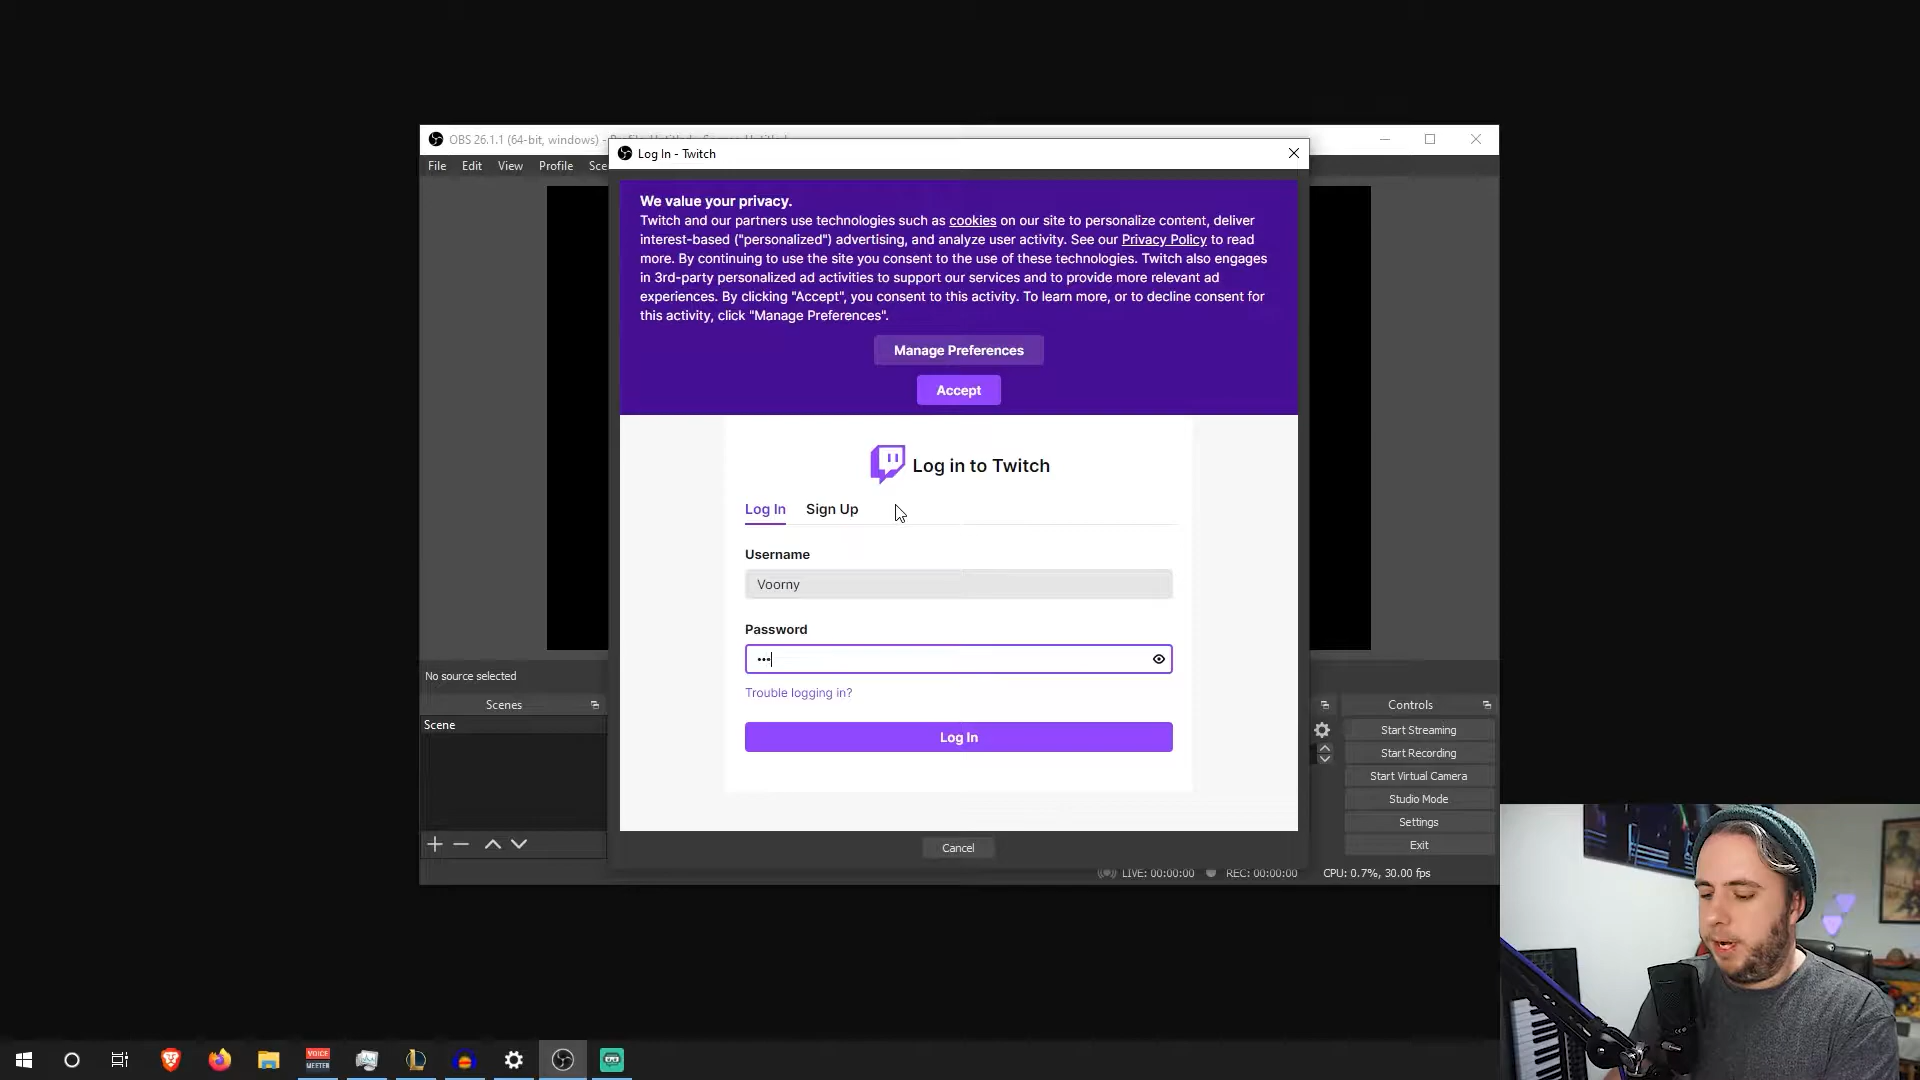 OBS 26.1.1 (64-bit, windows) -
Log In - Twitch
File Edit View Profile Sce
We value your privacy.
Twitch and our partners use technologies such as cookies on our site to personalize content, deliver
interest-based ("personalized") advertising, and analyze user activity. See our Privacy Policy to read
more. By continuing to use the site you consent to the use of these technologies. Twitch also engages
in 3rd-party personalized ad activities to support our services and to provide more relevant ad
experiences. By clicking "Accept", you consent to this activity. To learn more, or to decline consent for
this activity, click "Manage Preferences".
Manage Preferences
Accept
Log in to Twitch
Log In Sign Up
Username
Voorny
Password
•••
Trouble logging in?
Log In
Cancel
No source selected
Scenes
Scene
Controls
Start Streaming
Start Recording
Start Virtual Camera
Studio Mode
Settings
Exit
LIVE: 00:00:00 REC: 00:00:00 CPU: 0.7%, 30.00 fps
VOICE
MEETER